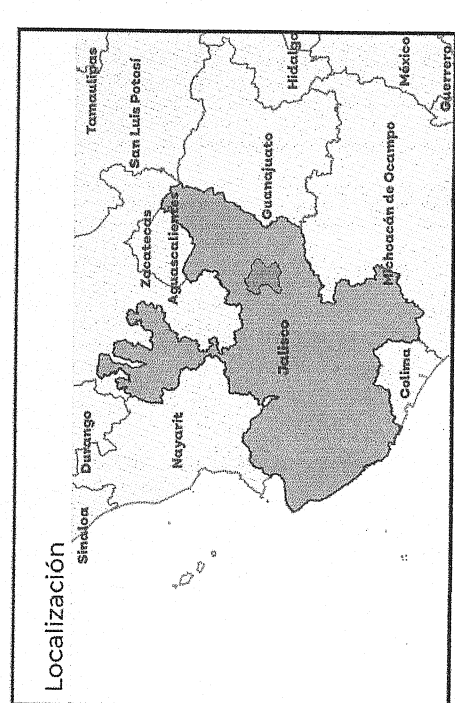 Localización
Sinaloa
Durango
Tamaulipas
San Luis Potosí
Zacatecas
Aguascalientes
Nayarit
Guanajuato
Jalisco
Hidalgo
Michoacán de Ocampo
Colima
México
Guerrero